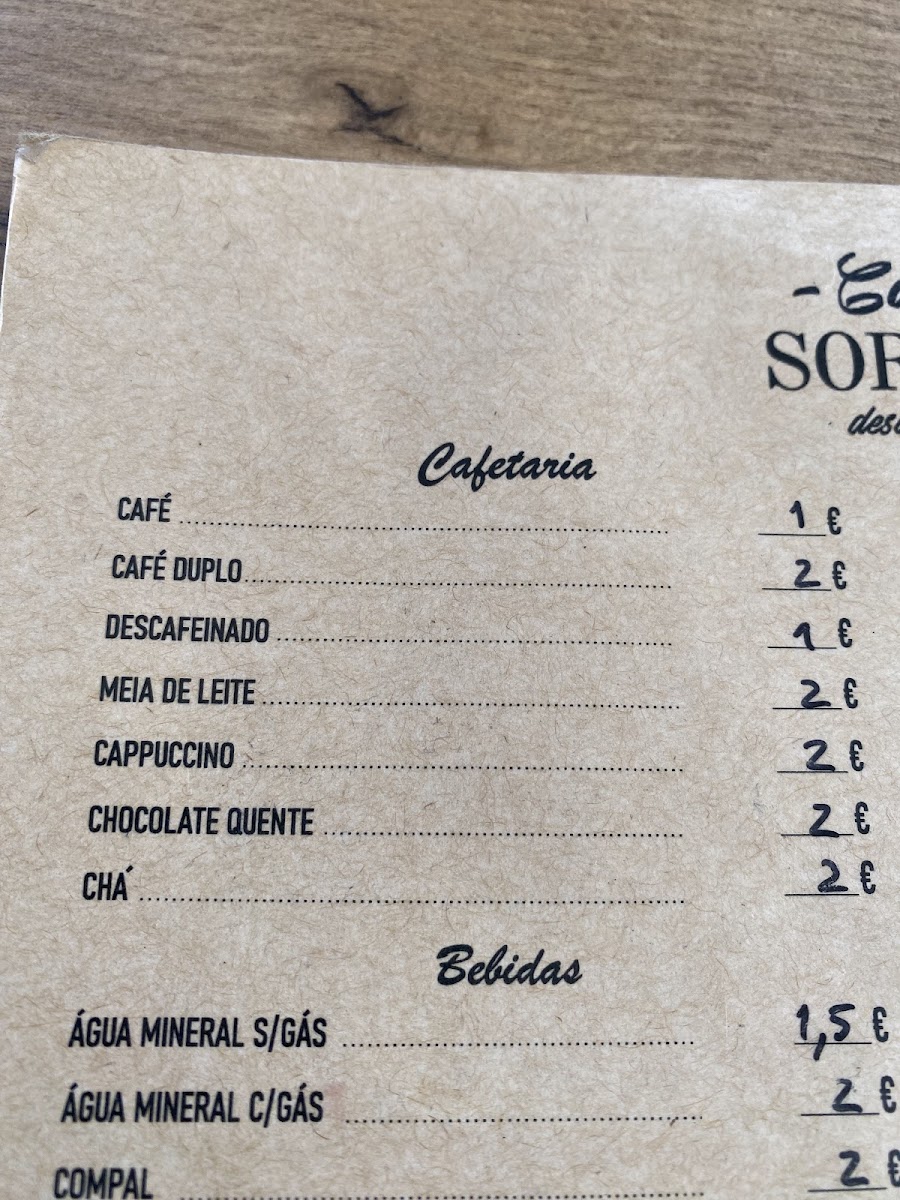 SOR
Cafetaria
CAFÉ 1 €
CAFÉ DUPLO 2 €
DESCAFEINADO 1 €
MEIA DE LEITE 2 €
CAPPUCCINO 2 €
CHOCOLATE QUENTE 2 €
CHÁ 2 €
Bebidas
ÁGUA MINERAL S/GÁS 1,5 €
ÁGUA MINERAL C/GÁS 2 €
COMPAL 2 €